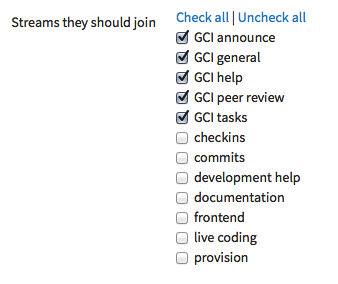 Streams they should join
Check all | Uncheck all
GCI announce
GCI general
GCI help
GCI peer review
GCI tasks
checkins
commits
development help
documentation
frontend
live coding
provision